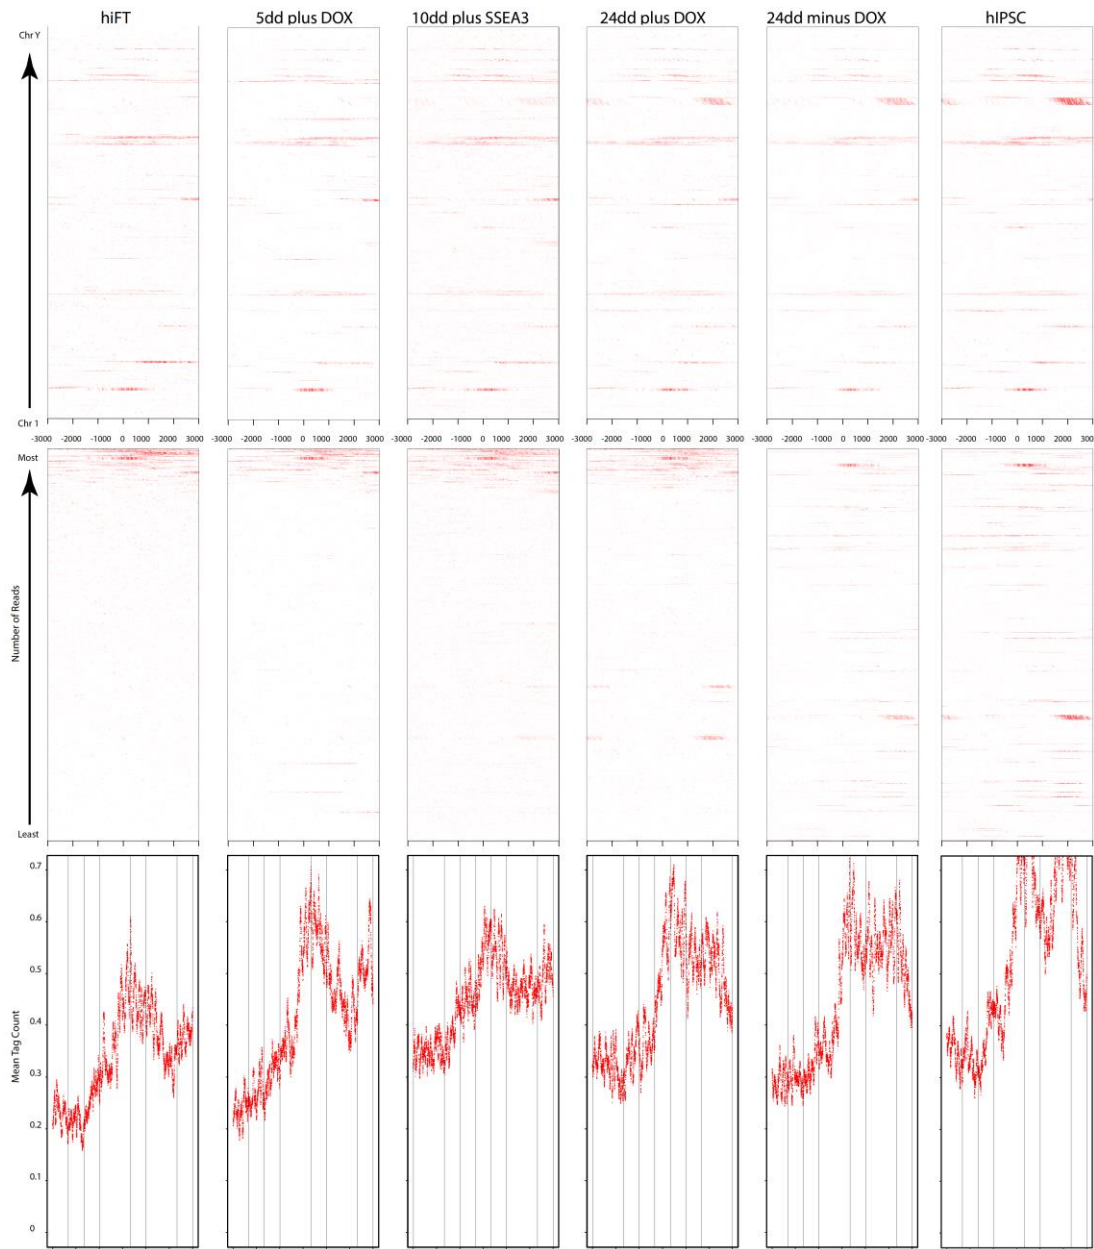 hiFT 5dd plus DOX 10dd plus SSEA3 24dd plus DOX 24dd minus DOX hIPSC
Chr Y
Chr 1
-3000 -2000 -1000 0 1000 2000 3000 -3000 -2000 -1000 0 1000 2000 3000 -3000 -2000 -1000 0 1000 2000 3000 -3000 -2000 -1000 0 1000 2000 3000 -3000 -2000 -1000 0 1000 2000 3000 -3000 -2000 -1000 0 1000 2000 300
Most
Number of Reads
Least
0.7
0.6
0.5
0.4
Mean Tag Count
0.3
0.2
0.1
0